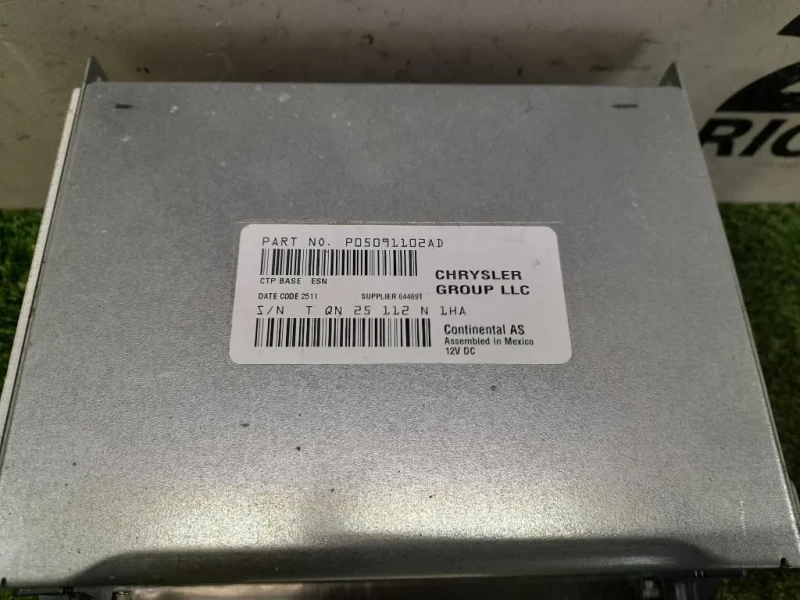 RIC
PART NO. P05091102AD
CTP BASE ESN
CHRYSLER
GROUP LLC
DATE CODE 2511 SUPPLIER 64469T
S/N T QN 25 112 N 1HA
Continental AS
Assembled in Mexico
12V DC